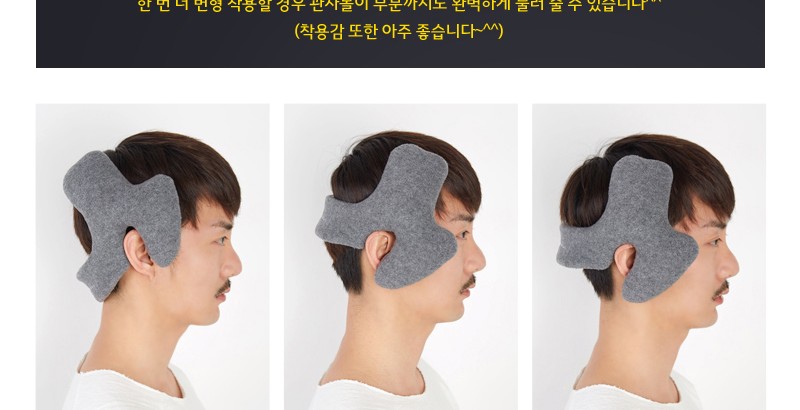 한 번 더 변형 착용할 경우 관자놀이 부분까지도 완벽하게 눌러 줄 수 있습니다^^
(착용감 또한 아주 좋습니다~^^)